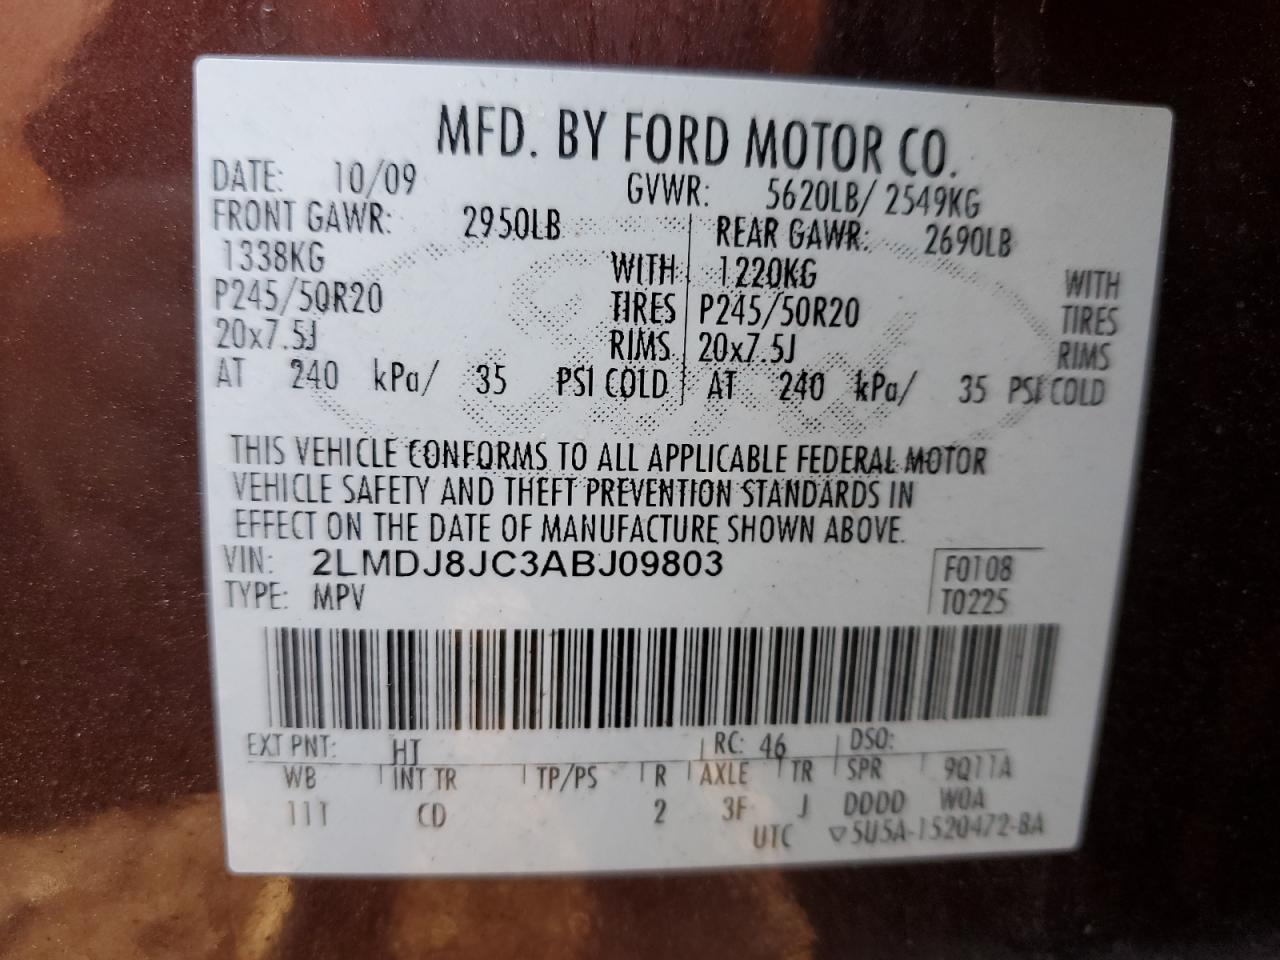 MFD. BY FORD MOTOR CO.
DATE: 10/09 GVWR: 5620LB/ 2549KG
FRONT GAWR: 2950LB REAR GAWR: 2690LB
1338KG WITH 1220KG WITH
P245/50R20 TIRES P245/50R20 TIRES
20x7.5J RIMS 20x7.5J RIMS
AT 240 kPa/ 35 PSI COLD AT 240 kPa/ 35 PSI COLD
THIS VEHICLE CONFORMS TO ALL APPLICABLE FEDERAL MOTOR
VEHICLE SAFETY AND THEFT PREVENTION STANDARDS IN
EFFECT ON THE DATE OF MANUFACTURE SHOWN ABOVE.
VIN: 2LMDJ8JC3ABJ09803
TYPE: MPV
F0108
T0225
EXT PNT: HT RC: 46 DSO:
WB INT TR TP/PS R AXLE TR SPR 9Q11A
111 CD 2 3F J DDDD W0A
UTC ▽5U5A-1520472-BA